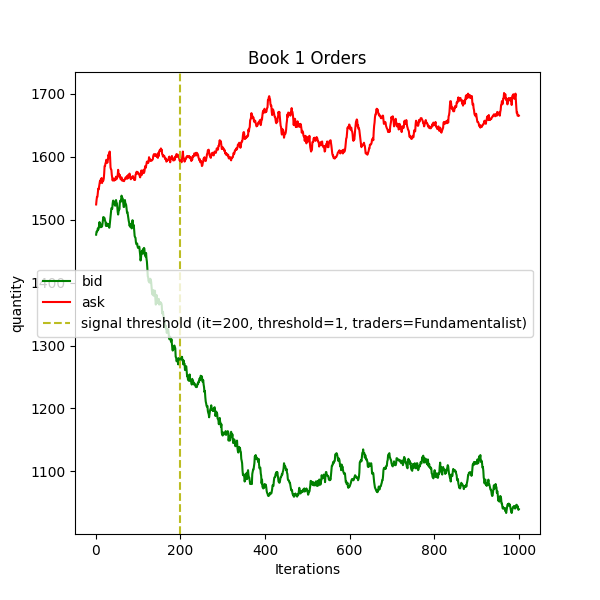 Book 1 Orders
1700
1600
1500
1400
1300
1200
1100
quantity
bid
ask
signal threshold (it=200, threshold=1, traders=Fundamentalist)
0 200 400 600 800 1000
Iterations